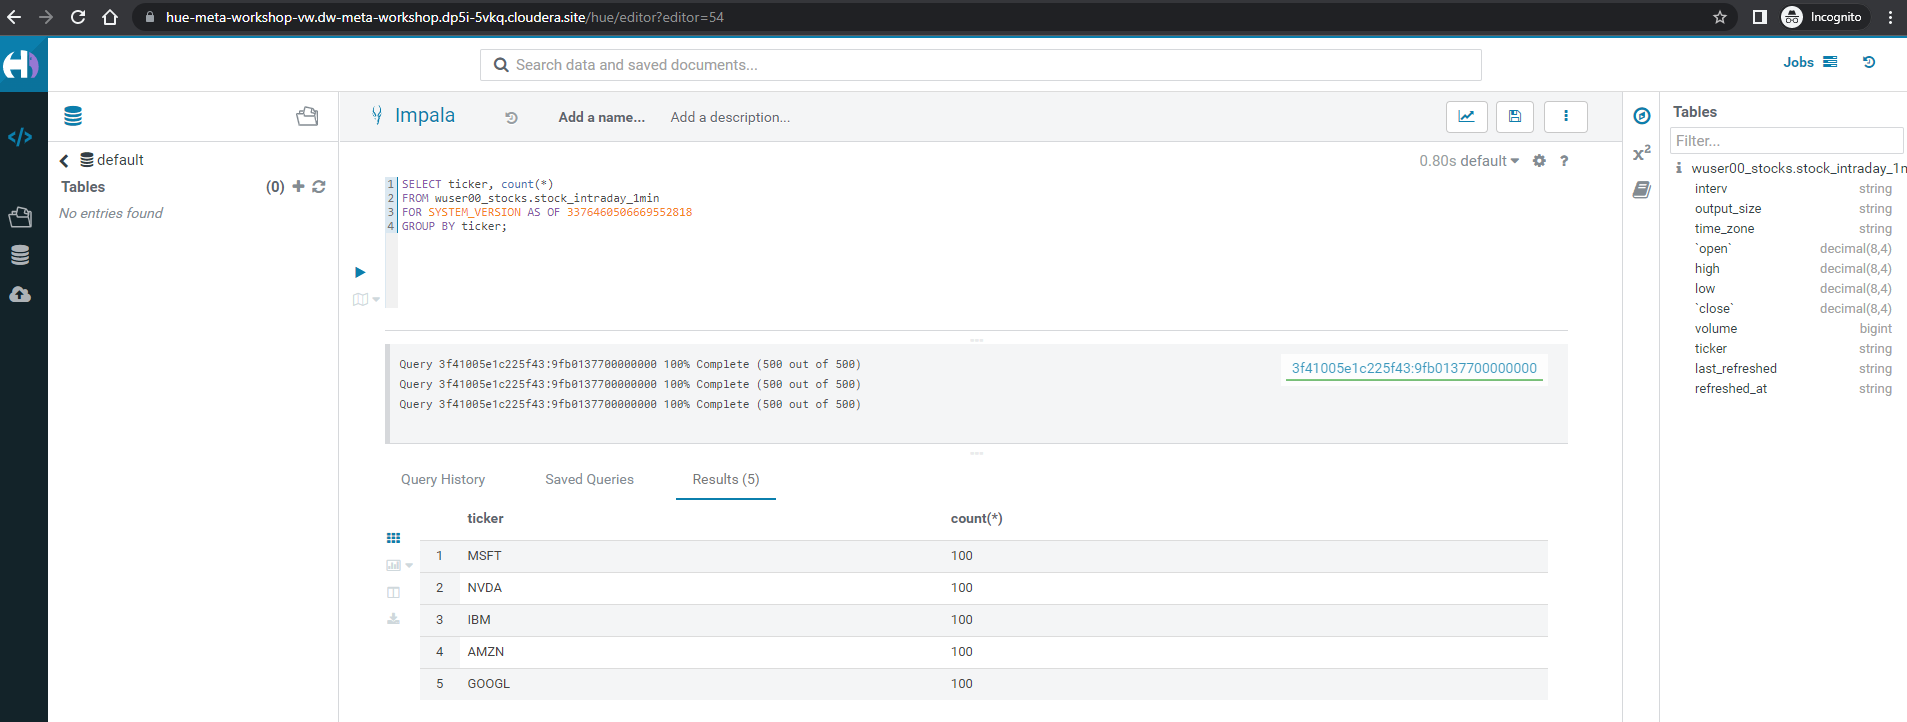 hue-meta-workshop-vw.dw-meta-workshop.dp5i-5vkq.cloudera.site/hue/editor?editor=54
Incognito
Search data and saved documents...
Jobs
default
Tables (0)
No entries found
Impala
Add a name...
Add a description...
0.80s default ?
1 SELECT ticker, count(*)
2 FROM wuser00_stocks.stock_intraday_1min
3 FOR SYSTEM_VERSION AS OF 3376460506669552818
4 GROUP BY ticker;
Query 3f41005e1c225f43:9fb0137700000000 100% Complete (500 out of 500)
Query 3f41005e1c225f43:9fb0137700000000 100% Complete (500 out of 500)
Query 3f41005e1c225f43:9fb0137700000000 100% Complete (500 out of 500)
3f41005e1c225f43:9fb0137700000000
Query History
Saved Queries
Results (5)
ticker count(*)
1 MSFT 100
2 NVDA 100
3 IBM 100
4 AMZN 100
5 GOOGL 100
x²
Tables
Filter...
wuser00_stocks.stock_intraday_1m
interv string
output_size string
time_zone string
`open` decimal(8,4)
high decimal(8,4)
low decimal(8,4)
`close` decimal(8,4)
volume bigint
ticker string
last_refreshed string
refreshed_at string